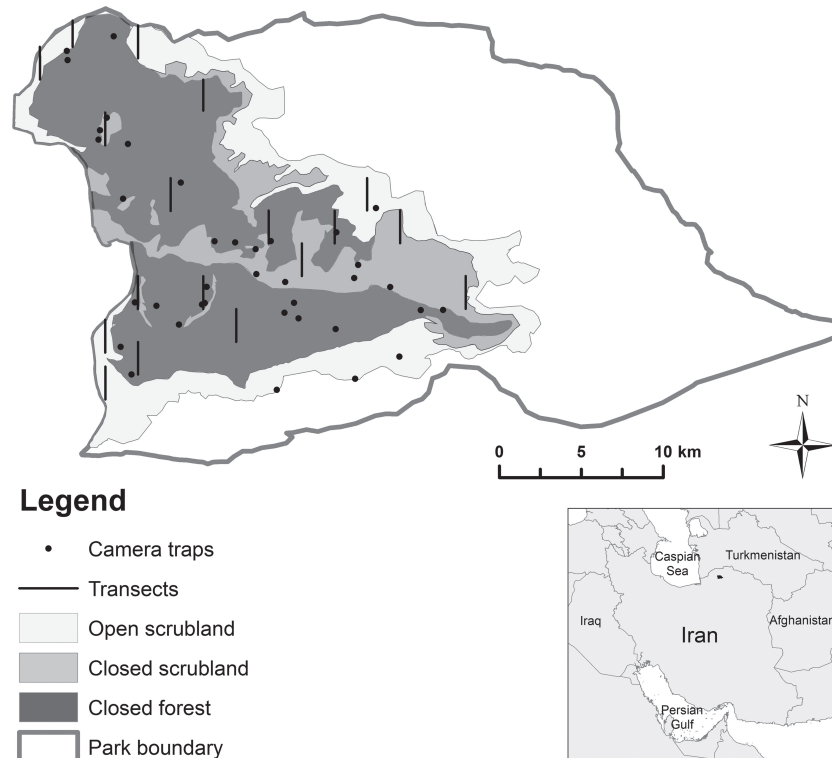 N
0 5 10 km
Legend
Camera traps
Transects
Open scrubland
Closed scrubland
Closed forest
Park boundary
Caspian
Sea
Turkmenistan
Iraq
Iran
Afghanistan
Persian
Gulf